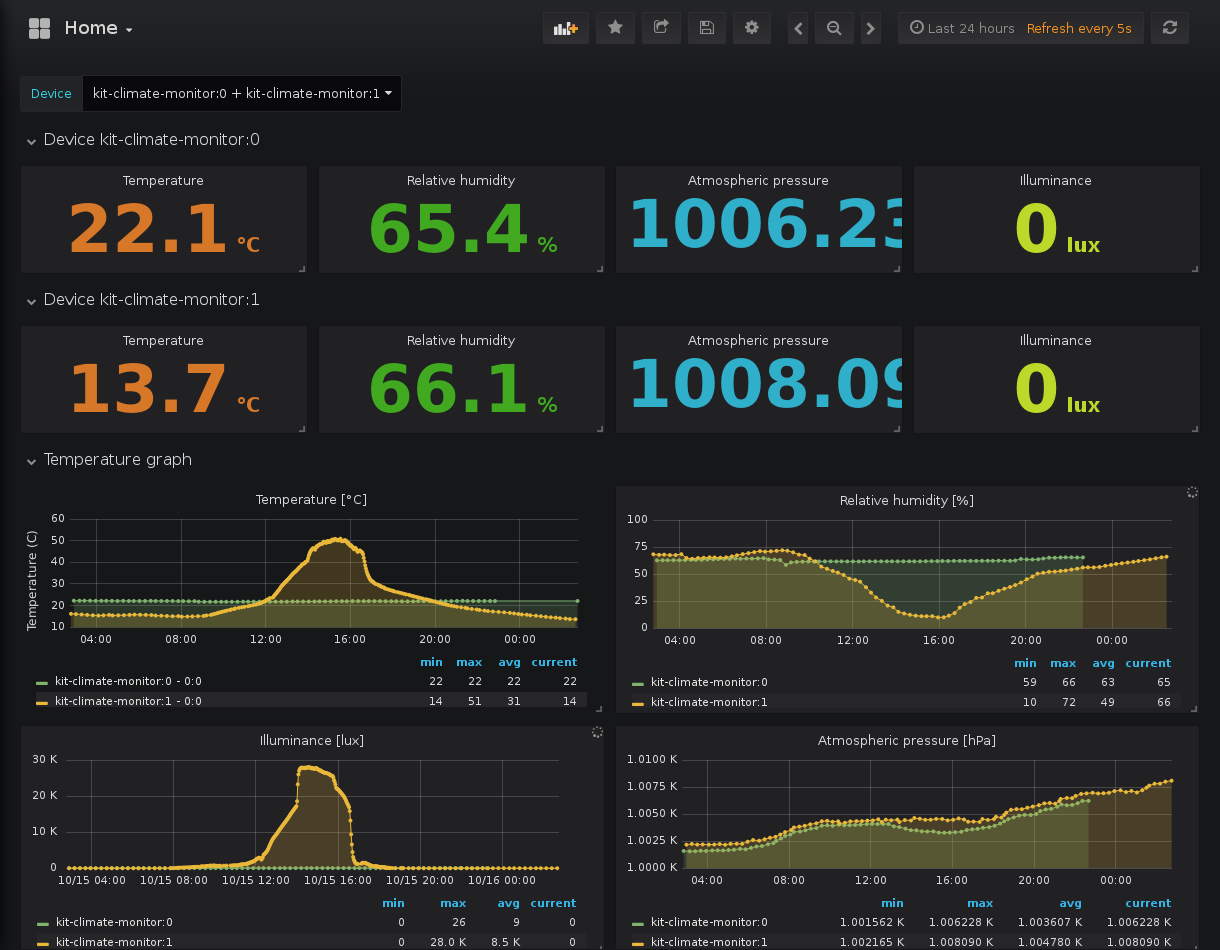 Home
Last 24 hours Refresh every 5s
Device kit-climate-monitor:0 + kit-climate-monitor:1
Device kit-climate-monitor:0
Temperature Relative humidity Atmospheric pressure Illuminance
22.1 °C 65.4 % 1006.23 0 lux
Device kit-climate-monitor:1
Temperature Relative humidity Atmospheric pressure Illuminance
13.7 °C 66.1 % 1008.09 0 lux
Temperature graph
Temperature [°C]
Temperature (C)
60
50
40
30
20
10
04:00 08:00 12:00 16:00 20:00 00:00
min max avg current
kit-climate-monitor:0 - 0:0 22 22 22 22
kit-climate-monitor:1 - 0:0 14 51 31 14
Relative humidity [%]
100
75
50
25
0
04:00 08:00 12:00 16:00 20:00 00:00
min max avg current
kit-climate-monitor:0 59 66 63 65
kit-climate-monitor:1 10 72 49 66
Illuminance [lux]
30 K
20 K
10 K
0
10/15 04:00 10/15 08:00 10/15 12:00 10/15 16:00 10/15 20:00 10/16 00:00
min max avg current
kit-climate-monitor:0 0 26 9 0
kit-climate-monitor:1 0 28.0 K 8.5 K 0
Atmospheric pressure [hPa]
1.0100 K
1.0075 K
1.0050 K
1.0025 K
1.0000 K
04:00 08:00 12:00 16:00 20:00 00:00
min max avg current
kit-climate-monitor:0 1.001562 K 1.006228 K 1.003607 K 1.006228 K
kit-climate-monitor:1 1.002165 K 1.008090 K 1.004780 K 1.008090 K